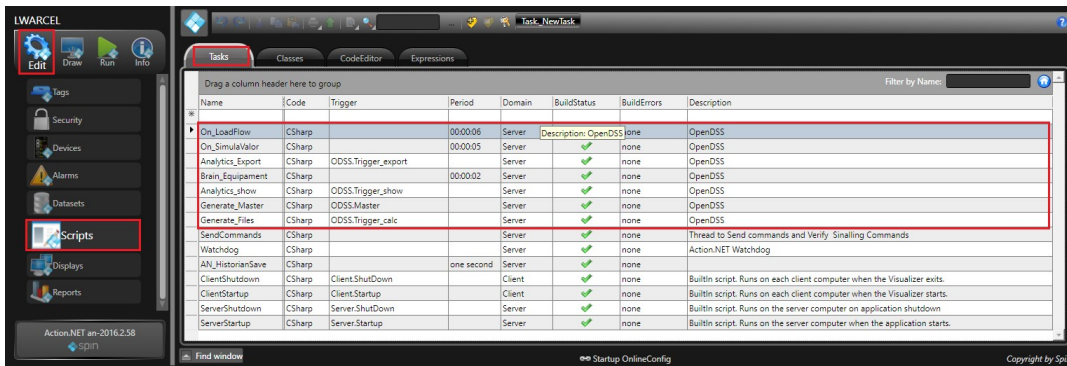 LWARCEL
Edit Draw Run Info
Tags
Security
Devices
Alarms
Datasets
Scripts
Displays
Reports
Action.NET an-2016.2.58
spin
Task_NewTask
Tasks Classes CodeEditor Expressions
Drag a column header here to group Filter by Name:
Name Code Trigger Period Domain BuildStatus BuildErrors Description
On_LoadFlow CSharp 00:00:06 Server Description: OpenDSS one OpenDSS
On_SimulaValor CSharp 00:00:05 Server none OpenDSS
Analytics_Export CSharp ODSS.Trigger_export Server none OpenDSS
Brain_Equipament CSharp 00:00:02 Server none OpenDSS
Analytics_show CSharp ODSS.Trigger_show Server none OpenDSS
Generate_Master CSharp ODSS.Master Server none OpenDSS
Generate_Files CSharp ODSS.Trigger_calc Server none OpenDSS
SendCommands CSharp Server none Thread to Send commands and Verify Sinalling Commands
Watchdog CSharp Server none Action.NET Watchdog
AN_HistorianSave CSharp one second Server none
ClientShutdown CSharp Client.ShutDown Client none BuiltIn script. Runs on each client computer when the Visualizer exits.
ClientStartup CSharp Client.Startup Client none BuiltIn script. Runs on each client computer when the Visualizer starts.
ServerShutdown CSharp Server.ShutDown Server none BuiltIn script. Runs on the server computer on application shutdown
ServerStartup CSharp Server.Startup Server none BuiltIn script. Runs on the server computer when the application starts.
Find window Startup OnlineConfig Copyright by Spi